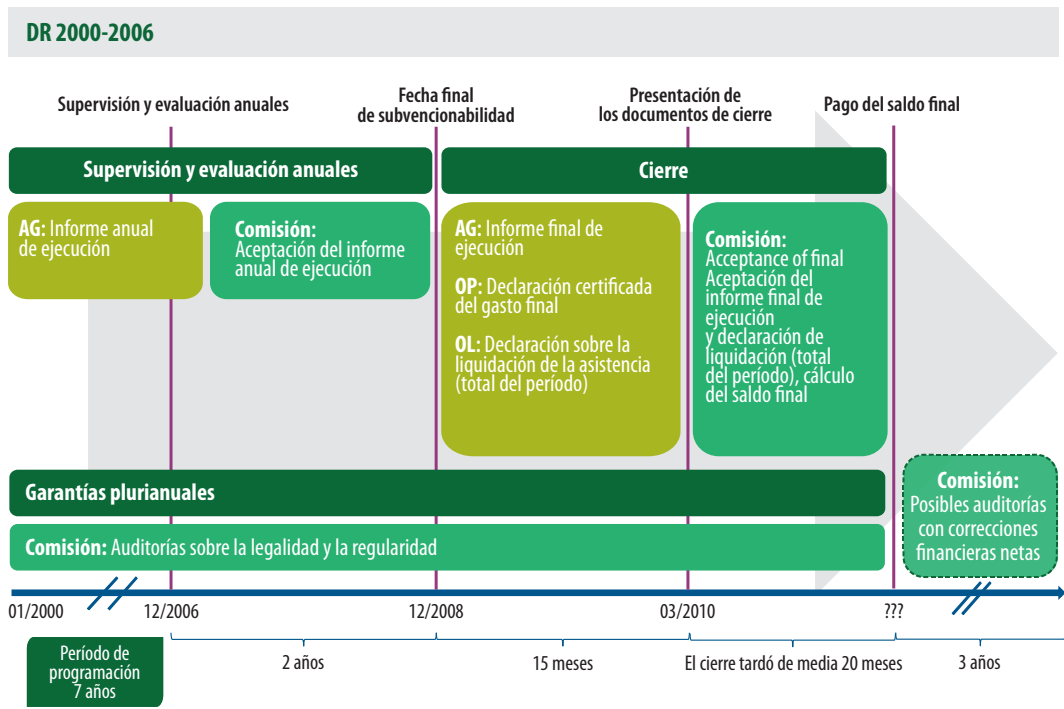 DR 2000-2006
Supervisión y evaluación anuales
Fecha final
de subvencionabilidad
Presentación de
los documentos de cierre
Pago del saldo final
Supervisión y evaluación anuales
Cierre
AG: Informe anual
de ejecución
Comisión:
Aceptación del informe
anual de ejecución
AG: Informe final de
ejecución
OP: Declaración certificada
del gasto final
OL: Declaración sobre la
liquidación de la asistencia
(total del período)
Comisión:
Acceptance of final
Aceptación del
informe final de
ejecución
y declaración de
liquidación (total
del período), cálculo
del saldo final
Garantías plurianuales
Comisión: Auditorías sobre la legalidad y la regularidad
Comisión:
Posibles auditorías
con correcciones
financieras netas
01/2000
12/2006
12/2008
03/2010
???
Período de
programación
7 años
2 años
15 meses
El cierre tardó de media 20 meses
3 años